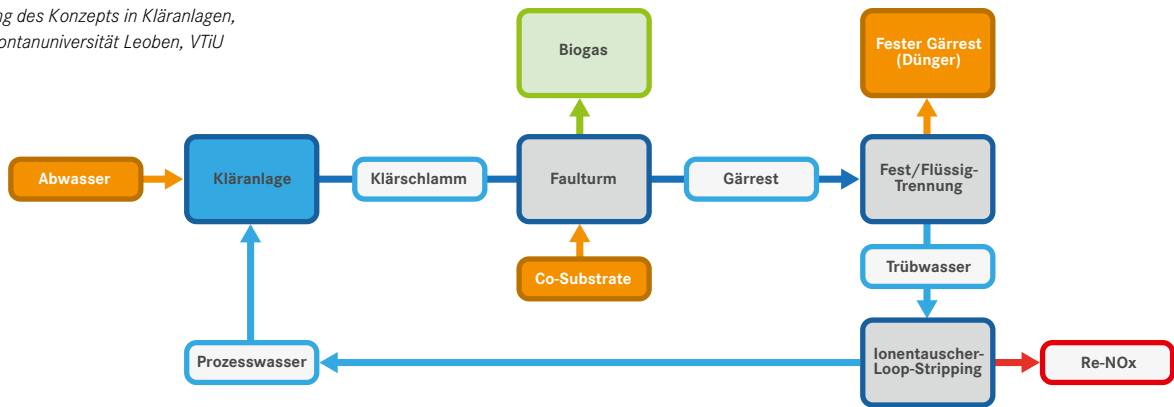 ng des Konzepts in Kläranlagen,
ontanuniversität Leoben, VTiU
Biogas
Fester Gärrest
(Dünger)
Abwasser
Kläranlage
Klärschlamm
Faulturm
Gärrest
Fest/Flüssig-
Trennung
Co-Substrate
Trübwasser
Prozesswasser
Ionentauscher-
Loop-Stripping
Re-NOx